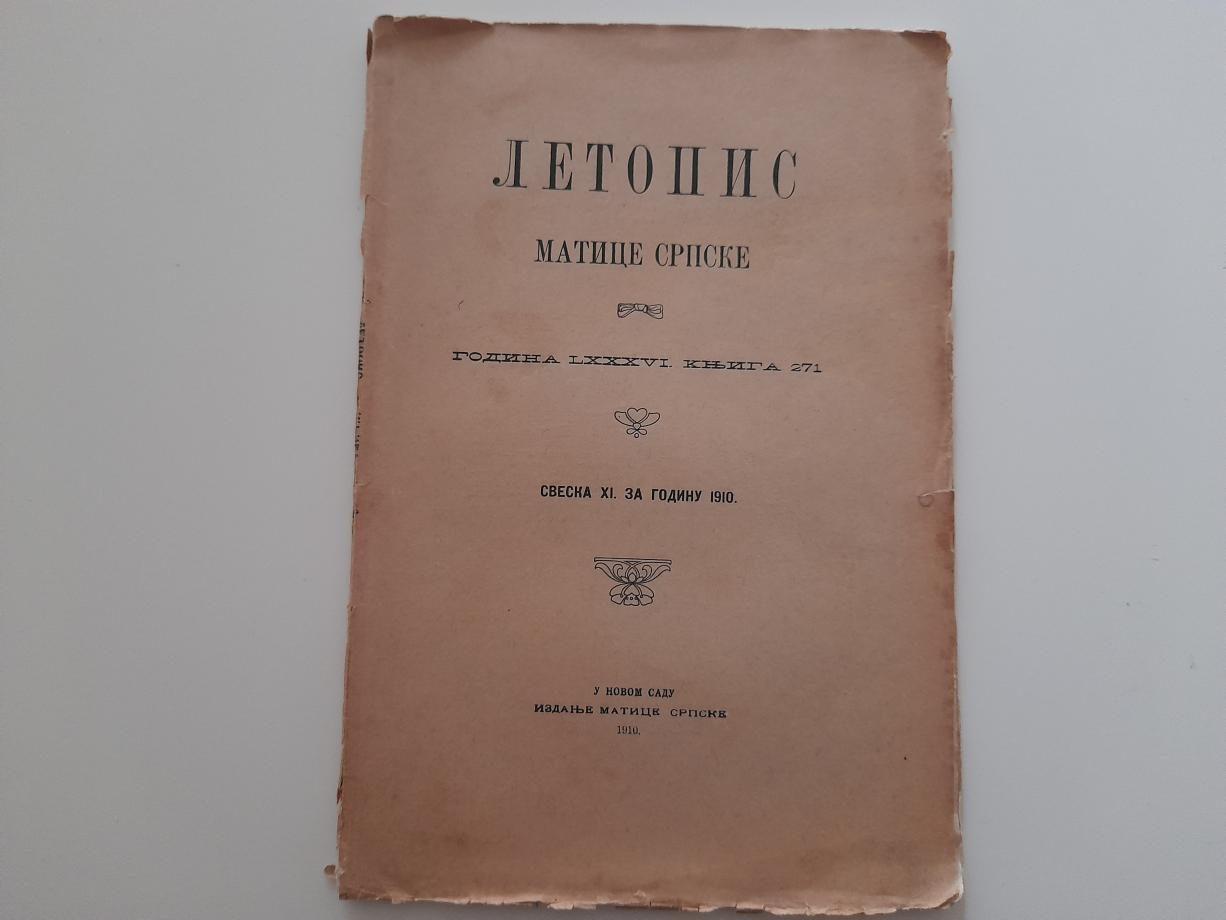 ЛЕТОПИС
МАТИЦЕ СРПСКЕ
ГОДИНА LXXXVI. КЊИГА 271
СВЕСКА XI. ЗА ГОДИНУ 1910.
У НОВОМ САДУ
ИЗДАЊЕ МАТИЦЕ СРПСКЕ
1910.